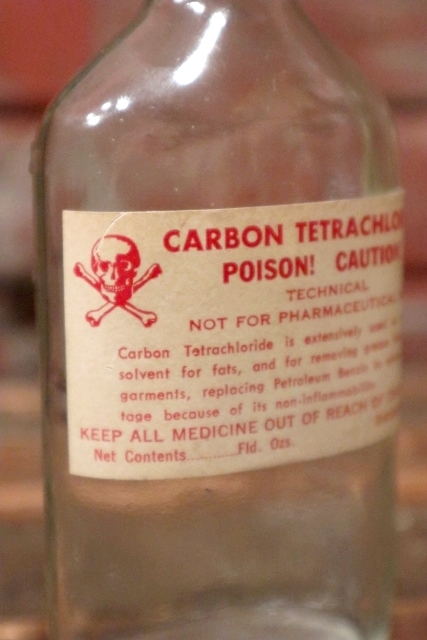 CARBON TETRACHLO
POISON! CAUTION
TECHNICAL
NOT FOR PHARMACEUTICAL
Carbon Tetrachloride is extensively used
solvent for fats, and for removing grease
garments, replacing Petroleum Benzin
tage because of its non-inflammability.
KEEP ALL MEDICINE OUT OF REACH OF
Net Contents..........Fld. Ozs.